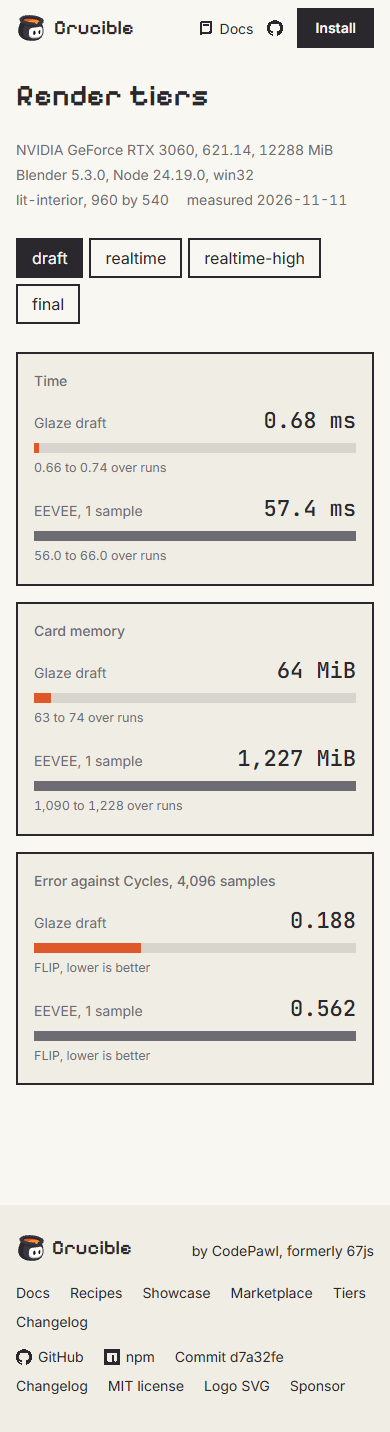 Crucible
Docs
Install
Render tiers
NVIDIA GeForce RTX 3060, 621.14, 12288 MiB
Blender 5.3.0, Node 24.19.0, win32
lit-interior, 960 by 540 measured 2026-11-11
draft realtime realtime-high
final
Time
Glaze draft 0.68 ms
0.66 to 0.74 over runs
EEVEE, 1 sample 57.4 ms
56.0 to 66.0 over runs
Card memory
Glaze draft 64 MiB
63 to 74 over runs
EEVEE, 1 sample 1,227 MiB
1,090 to 1,228 over runs
Error against Cycles, 4,096 samples
Glaze draft 0.188
FLIP, lower is better
EEVEE, 1 sample 0.562
FLIP, lower is better
Crucible by CodePawl, formerly 67js
Docs Recipes Showcase Marketplace Tiers
Changelog
GitHub npm Commit d7a32fe
Changelog MIT license Logo SVG Sponsor